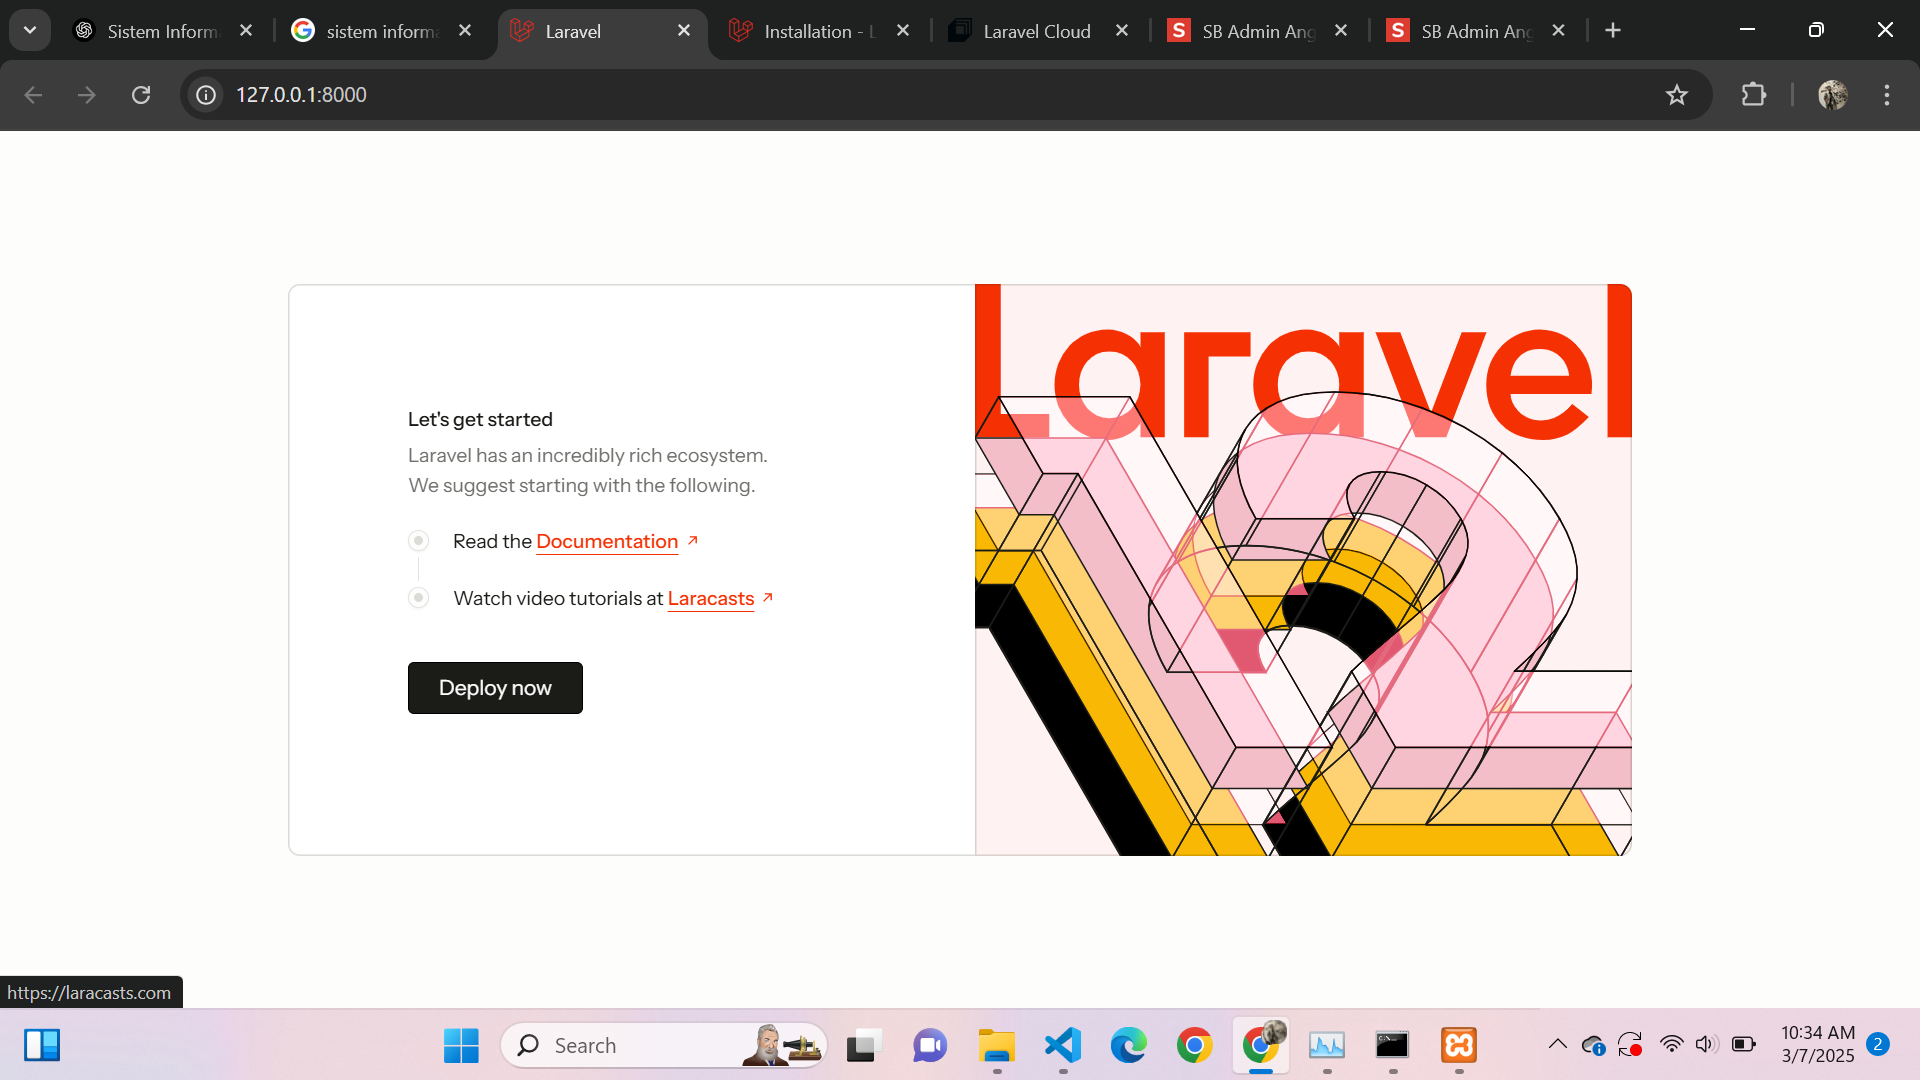 Sistem Inform
sistem informa
Laravel
Installation - L
Laravel Cloud
SB Admin Ang
SB Admin Ang
127.0.0.1:8000
Laravel
Let's get started
Laravel has an incredibly rich ecosystem.
We suggest starting with the following.
Read the Documentation
Watch video tutorials at Laracasts
Deploy now
https://laracasts.com
Search
10:34 AM
3/7/2025
2